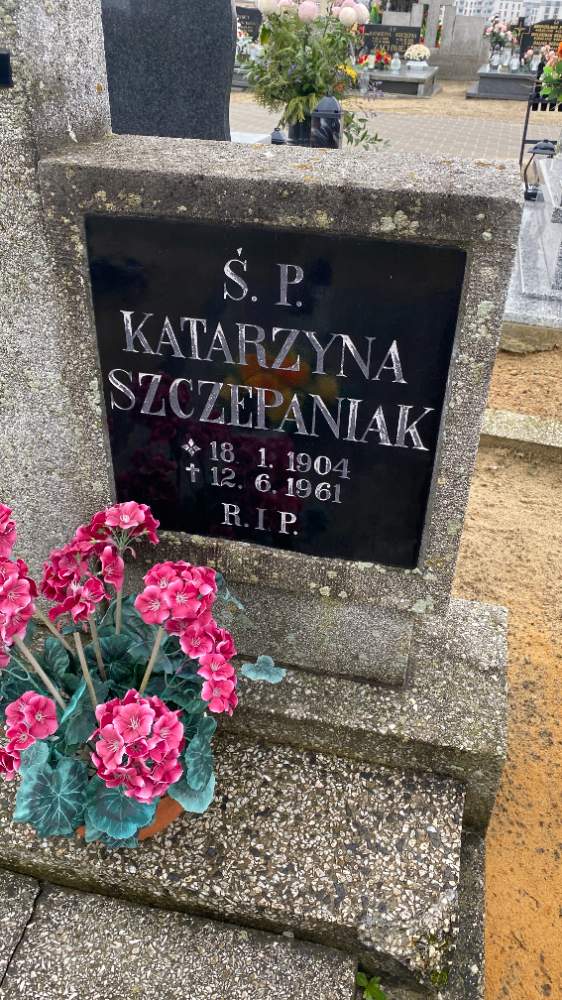 Ś. P.
KATARZYNA
SZCZEPANIAK
18. 1. 1904
✝ 12. 6. 1961
R. I P.